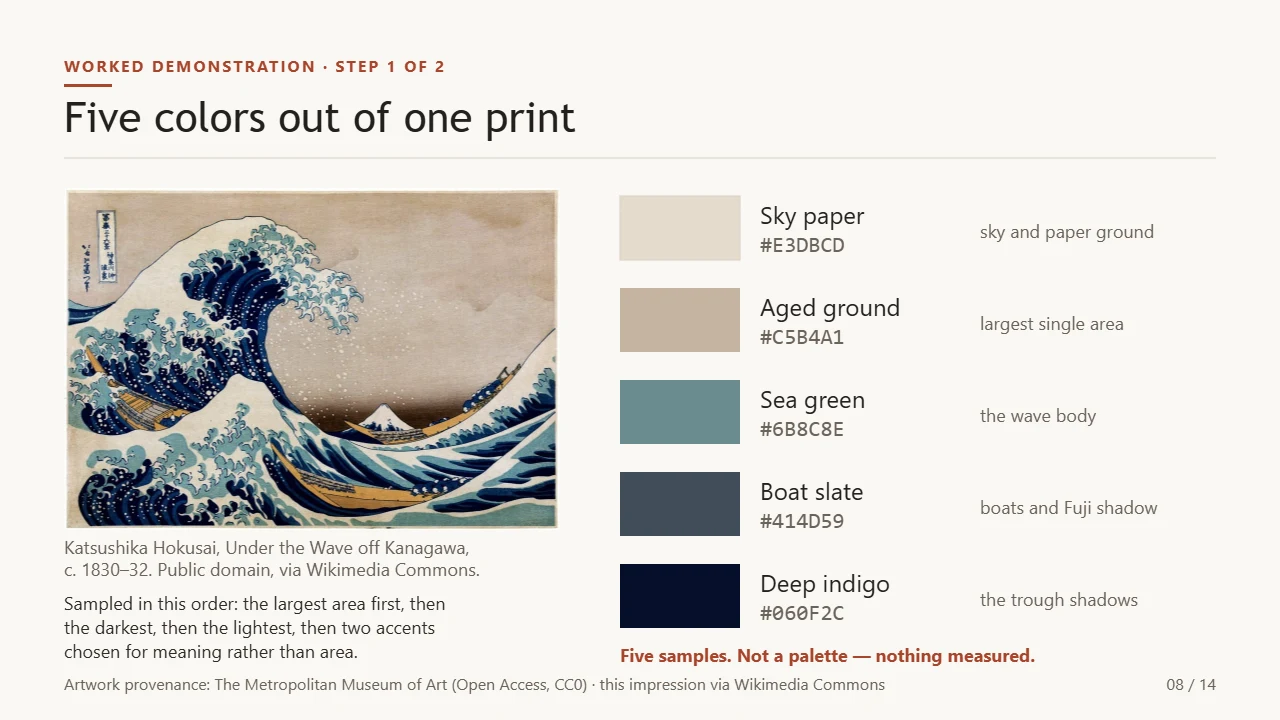 WORKED DEMONSTRATION · STEP 1 OF 2
Five colors out of one print
Katsushika Hokusai, Under the Wave off Kanagawa,
c. 1830–32. Public domain, via Wikimedia Commons.
Sampled in this order: the largest area first, then
the darkest, then the lightest, then two accents
chosen for meaning rather than area.
Sky paper
#E3DBCD
sky and paper ground
Aged ground
#C5B4A1
largest single area
Sea green
#6B8C8E
the wave body
Boat slate
#414D59
boats and Fuji shadow
Deep indigo
#060F2C
the trough shadows
Five samples. Not a palette — nothing measured.
Artwork provenance: The Metropolitan Museum of Art (Open Access, CC0) · this impression via Wikimedia Commons
08 / 14